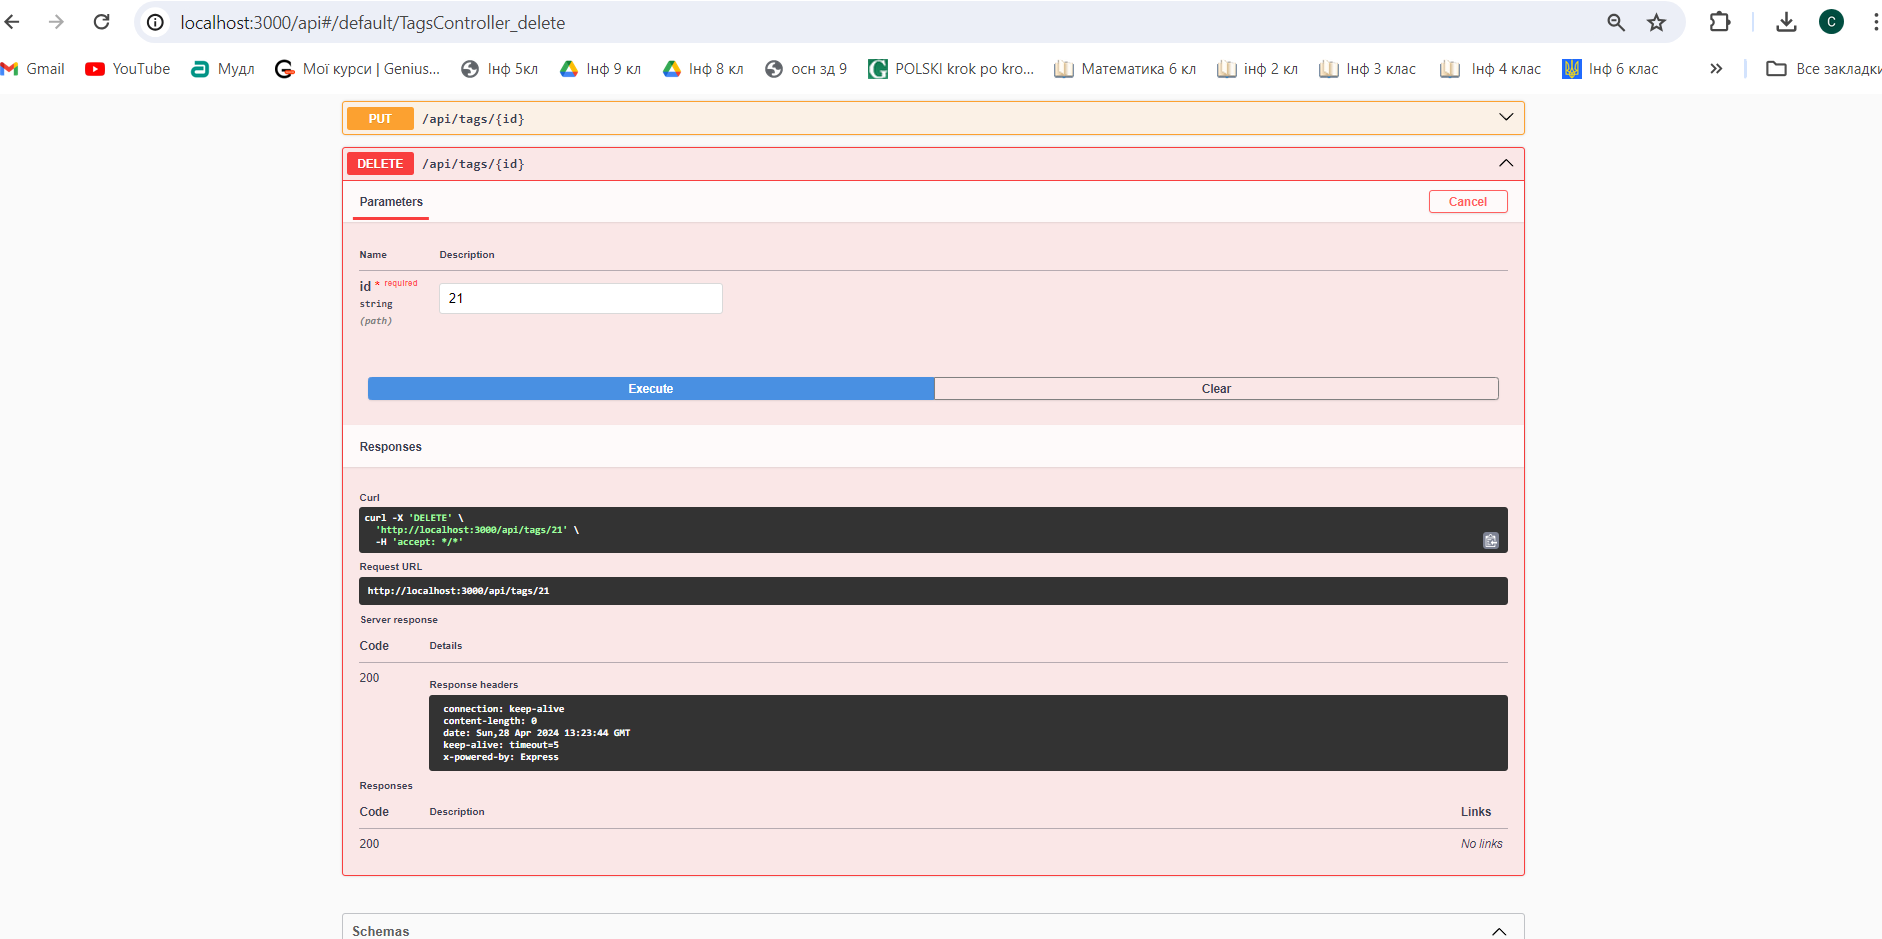 localhost:3000/api#/default/TagsController_delete
C
Gmail YouTube Мудл Мої курси | Genius... Інф 5кл Інф 9 кл Інф 8 кл осн зд 9 POLSKI krok po kro... Математика 6 кл інф 2 кл Інф 3 клас Інф 4 клас Інф 6 клас » Все закладки
PUT /api/tags/{id}
DELETE /api/tags/{id}
Parameters
Cancel
Name Description
id * required
string
(path)
21
Execute Clear
Responses
Curl
curl -X 'DELETE' \
'http://localhost:3000/api/tags/21' \
-H 'accept: */*'
Request URL
http://localhost:3000/api/tags/21
Server response
Code Details
200
Response headers
connection: keep-alive
content-length: 0
date: Sun,28 Apr 2024 13:23:44 GMT
keep-alive: timeout=5
x-powered-by: Express
Responses
Code Description Links
200 No links
Schemas